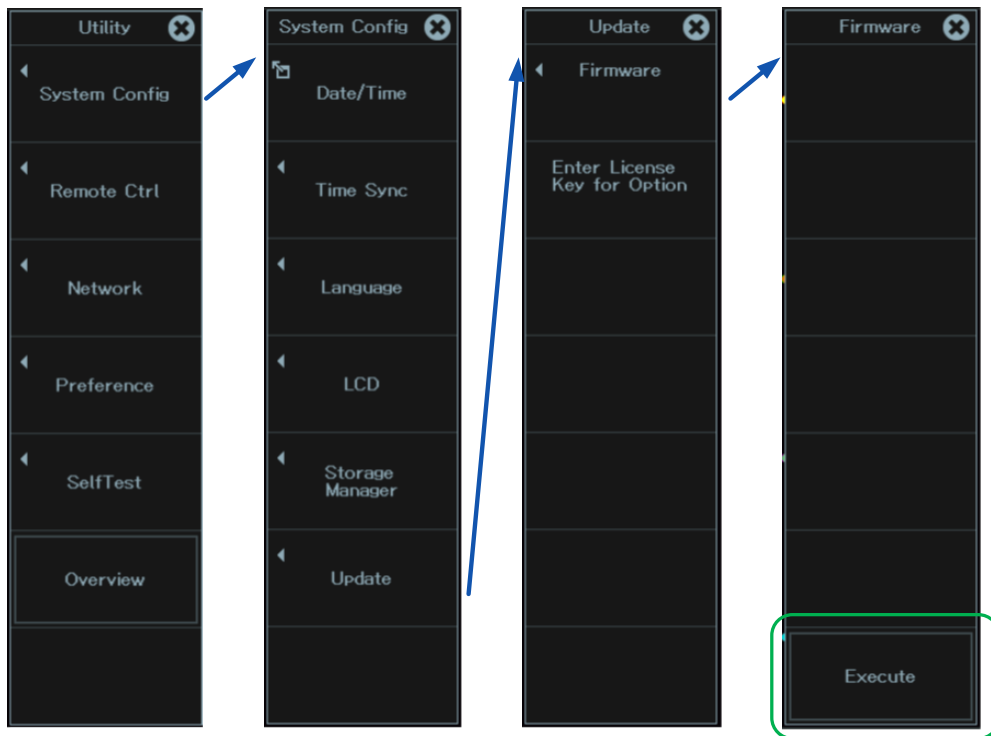 Utility
System Config
Remote Ctrl
Network
Preference
SelfTest
Overview
System Config
Date/Time
Time Sync
Language
LCD
Storage
Manager
Update
Update
Firmware
Enter License
Key for Option
Firmware
Execute